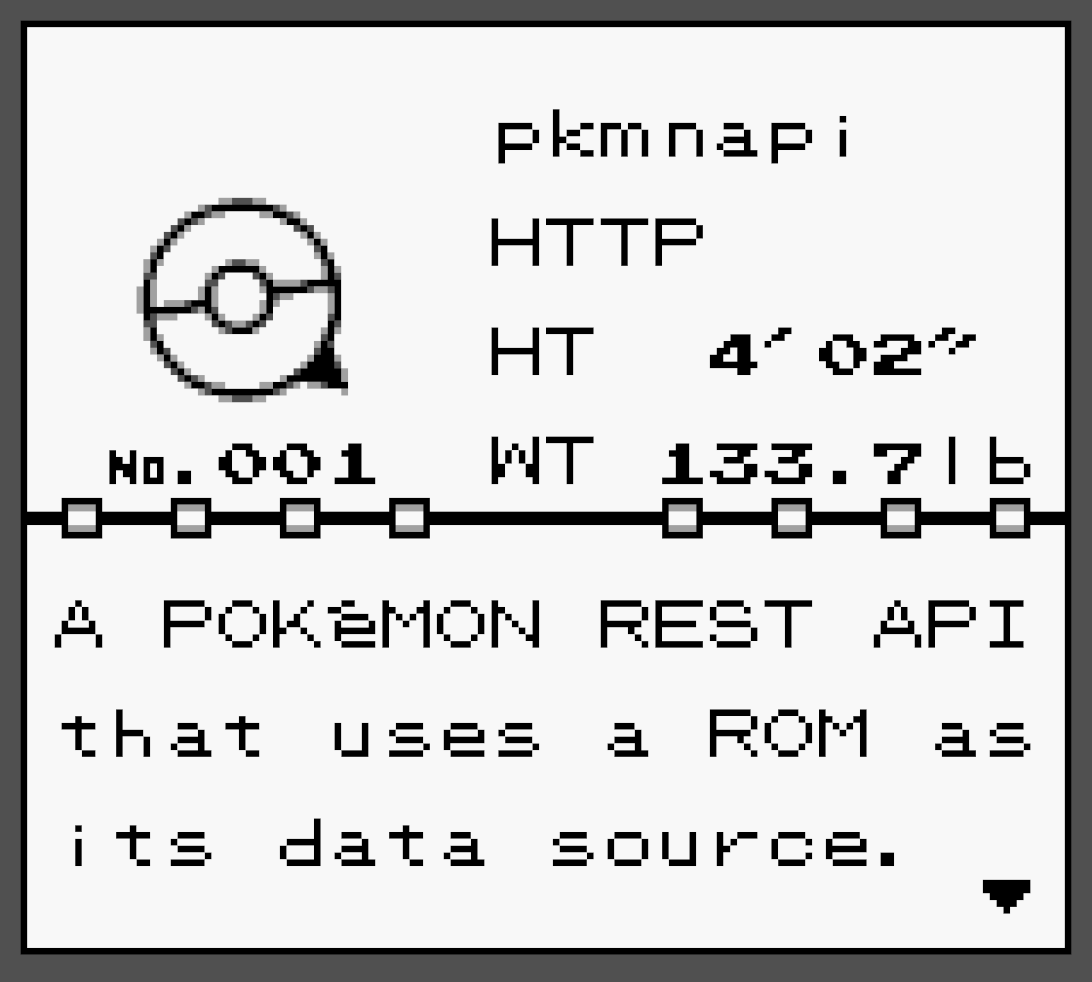 pkmnapi
HTTP
HT 4′02″
No.001
WT 133.7lb
A POKéMON REST API
that uses a ROM as
its data source.